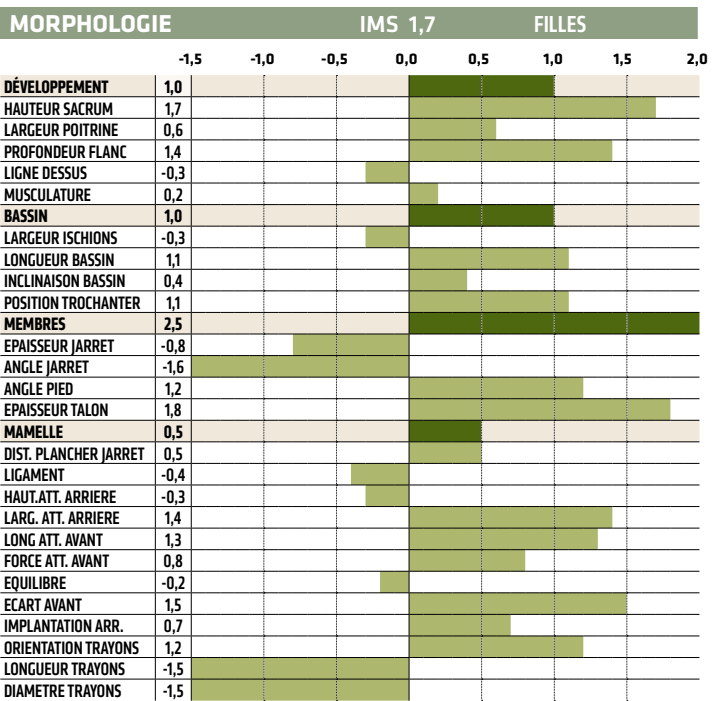 MORPHOLOGIE IMS 1,7 FILLES
-1,5 -1,0 -0,5 0,0 0,5 1,0 1,5 2,0
DÉVELOPPEMENT 1,0
HAUTEUR SACRUM 1,7
LARGEUR POITRINE 0,6
PROFONDEUR FLANC 1,4
LIGNE DESSUS -0,3
MUSCULATURE 0,2
BASSIN 1,0
LARGEUR ISCHIONS -0,3
LONGUEUR BASSIN 1,1
INCLINAISON BASSIN 0,4
POSITION TROCHANTER 1,1
MEMBRES 2,5
EPAISSEUR JARRET -0,8
ANGLE JARRET -1,6
ANGLE PIED 1,2
EPAISSEUR TALON 1,8
MAMELLE 0,5
DIST. PLANCHER JARRET 0,5
LIGAMENT -0,4
HAUT.ATT. ARRIERE -0,3
LARG. ATT. ARRIERE 1,4
LONG ATT. AVANT 1,3
FORCE ATT. AVANT 0,8
EQUILIBRE -0,2
ECART AVANT 1,5
IMPLANTATION ARR. 0,7
ORIENTATION TRAYONS 1,2
LONGUEUR TRAYONS -1,5
DIAMETRE TRAYONS -1,5